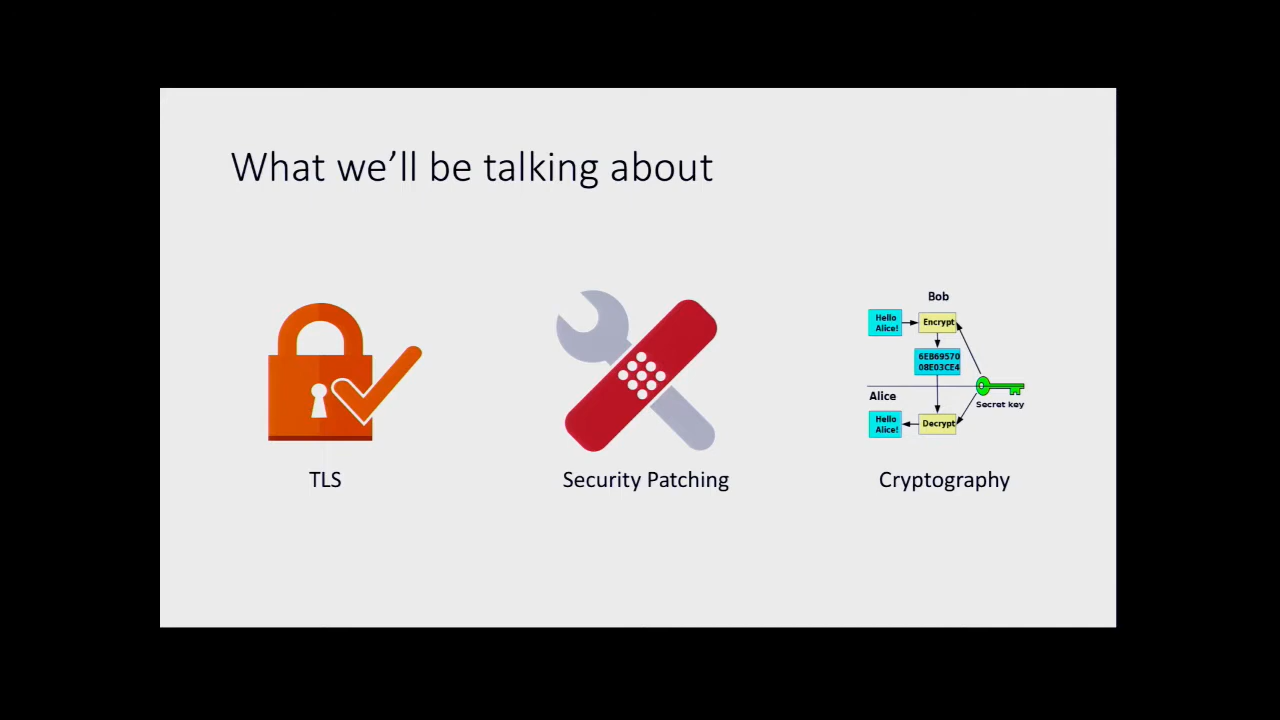 What we'll be talking about
TLS
Security Patching
Bob
Hello
Alice!
Encrypt
6EB69570
08E03CE4
Alice
Secret key
Hello
Alice!
Decrypt
Cryptography